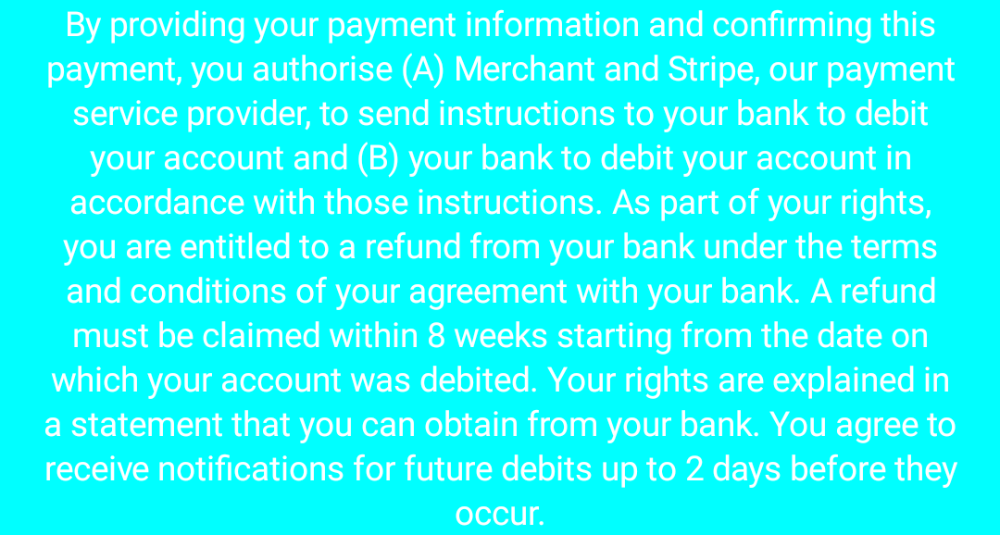 By providing your payment information and confirming this
payment, you authorise (A) Merchant and Stripe, our payment
service provider, to send instructions to your bank to debit
your account and (B) your bank to debit your account in
accordance with those instructions. As part of your rights,
you are entitled to a refund from your bank under the terms
and conditions of your agreement with your bank. A refund
must be claimed within 8 weeks starting from the date on
which your account was debited. Your rights are explained in
a statement that you can obtain from your bank. You agree to
receive notifications for future debits up to 2 days before they
occur.